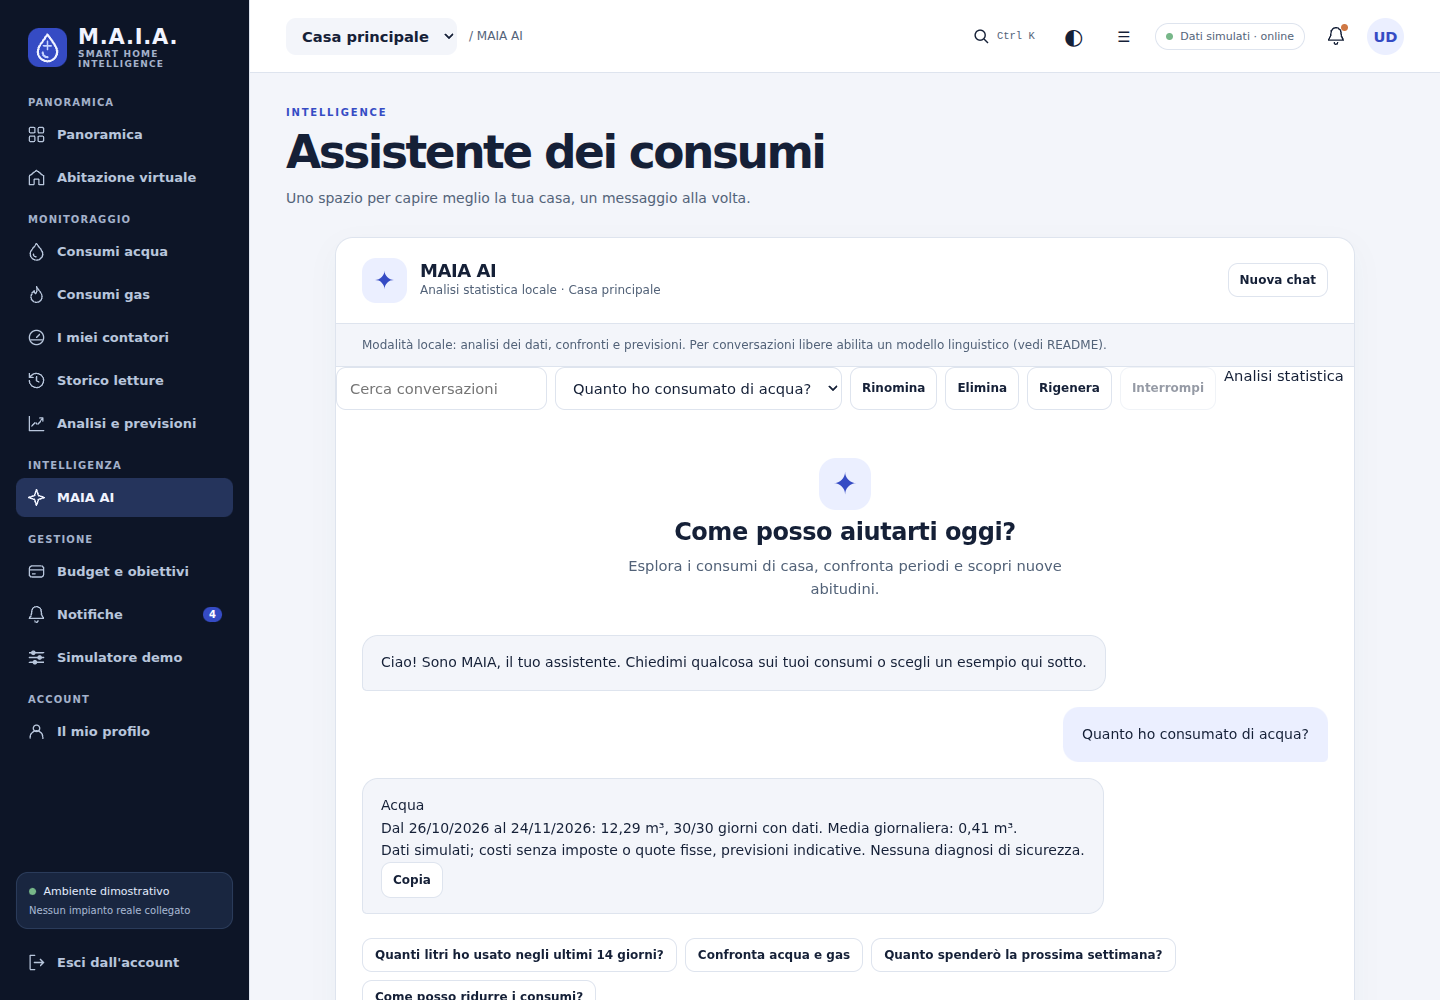 M.A.I.A.
SMART HOME
INTELLIGENCE
PANORAMICA
Panoramica
Abitazione virtuale
MONITORAGGIO
Consumi acqua
Consumi gas
I miei contatori
Storico letture
Analisi e previsioni
INTELLIGENZA
MAIA AI
GESTIONE
Budget e obiettivi
Notifiche 4
Simulatore demo
ACCOUNT
Il mio profilo
Ambiente dimostrativo
Nessun impianto reale collegato
Esci dall'account
Casa principale / MAIA AI Ctrl K Dati simulati · online UD
INTELLIGENCE
Assistente dei consumi
Uno spazio per capire meglio la tua casa, un messaggio alla volta.
MAIA AI
Analisi statistica locale · Casa principale
Nuova chat
Modalità locale: analisi dei dati, confronti e previsioni. Per conversazioni libere abilita un modello linguistico (vedi README).
Cerca conversazioni Quanto ho consumato di acqua? Rinomina Elimina Rigenera Interrompi Analisi statistica
Come posso aiutarti oggi?
Esplora i consumi di casa, confronta periodi e scopri nuove
abitudini.
Ciao! Sono MAIA, il tuo assistente. Chiedimi qualcosa sui tuoi consumi o scegli un esempio qui sotto.
Quanto ho consumato di acqua?
Acqua
Dal 26/10/2026 al 24/11/2026: 12,29 m³, 30/30 giorni con dati. Media giornaliera: 0,41 m³.
Dati simulati; costi senza imposte o quote fisse, previsioni indicative. Nessuna diagnosi di sicurezza.
Copia
Quanti litri ho usato negli ultimi 14 giorni? Confronta acqua e gas Quanto spenderò la prossima settimana?
Come posso ridurre i consumi?